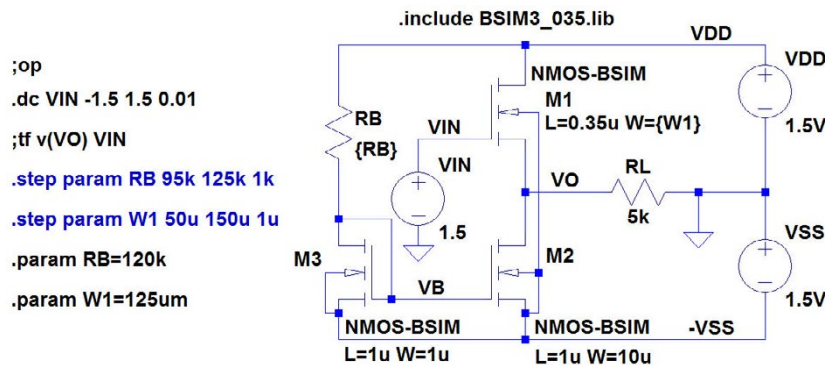 .include BSIM3_035.lib
;op
.dc VIN -1.5 1.5 0.01
;tf v(VO) VIN
.step param RB 95k 125k 1k
.step param W1 50u 150u 1u
.param RB=120k
.param W1=125um
VDD
NMOS-BSIM
M1
L=0.35u W={W1}
RB
{RB}
VIN
VIN
1.5
VDD
1.5V
VO
RL
5k
M3
VB
M2
VSS
1.5V
NMOS-BSIM
L=1u W=1u
NMOS-BSIM
L=1u W=10u
-VSS